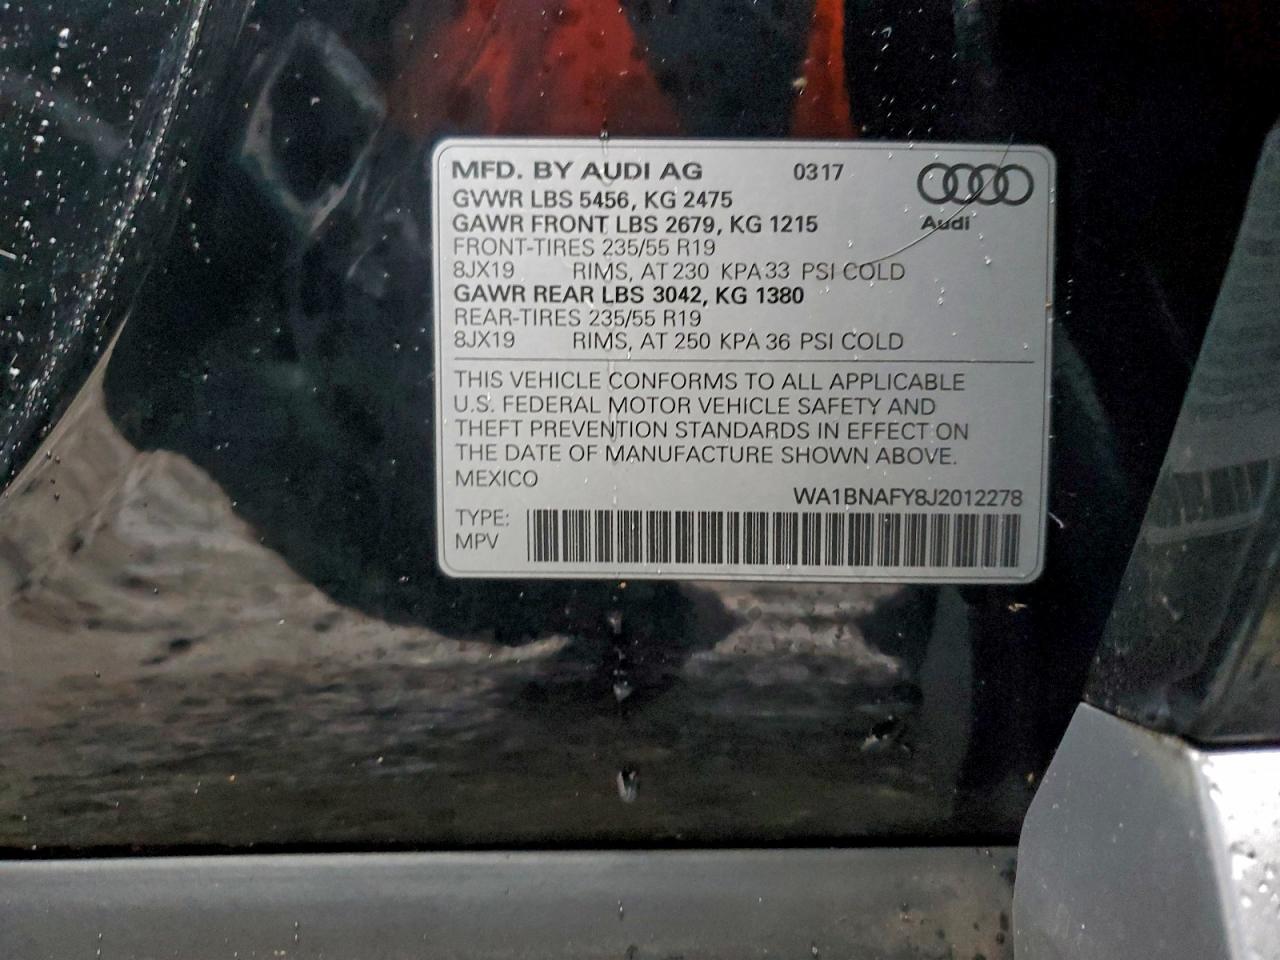 MFD. BY AUDI AG 0317
GVWR LBS 5456, KG 2475
GAWR FRONT LBS 2679, KG 1215
Audi
FRONT-TIRES 235/55 R19
8JX19 RIMS, AT 230 KPA 33 PSI COLD
GAWR REAR LBS 3042, KG 1380
REAR-TIRES 235/55 R19
8JX19 RIMS, AT 250 KPA 36 PSI COLD
THIS VEHICLE CONFORMS TO ALL APPLICABLE
U.S. FEDERAL MOTOR VEHICLE SAFETY AND
THEFT PREVENTION STANDARDS IN EFFECT ON
THE DATE OF MANUFACTURE SHOWN ABOVE.
MEXICO
WA1BNAFY8J2012278
TYPE:
MPV